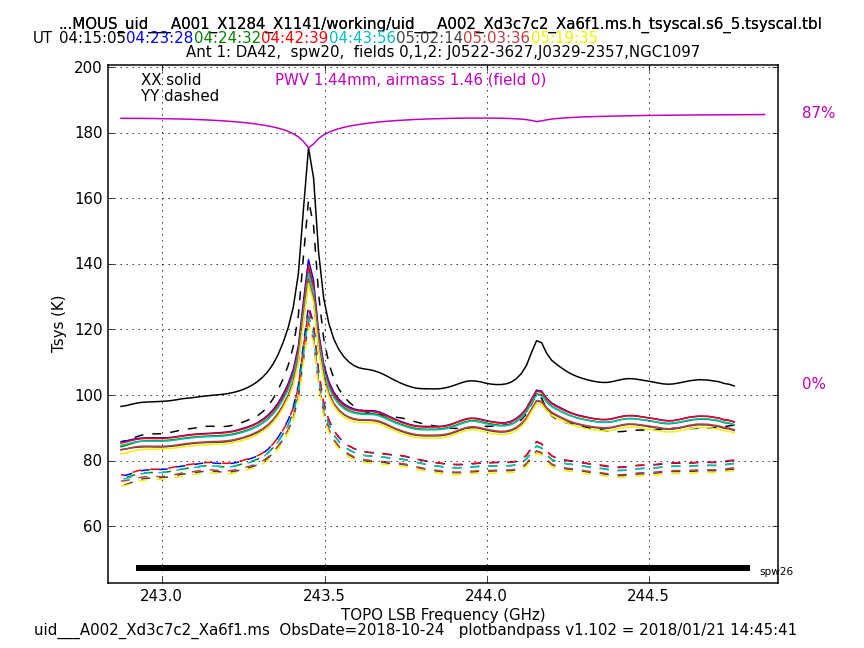 ...MOUS_uid___A001_X1284_X1141/working/uid___A002_Xd3c7c2_Xa6f1.ms.h_tsyscal.s6_5.tsyscal.tbl
UT 04:15:05 04:23:28 04:24:32 04:42:39 04:43:56 05:02:14 05:03:36 05:19:35
Ant 1: DA42, spw20, fields 0,1,2: J0522-3627,J0329-2357,NGC1097
XX solid
YY dashed
PWV 1.44mm, airmass 1.46 (field 0)
87%
0%
200
180
160
140
120
100
80
60
Tsys (K)
spw26
243.0 243.5 244.0 244.5
TOPO LSB Frequency (GHz)
uid___A002_Xd3c7c2_Xa6f1.ms ObsDate=2018-10-24 plotbandpass v1.102 = 2018/01/21 14:45:41